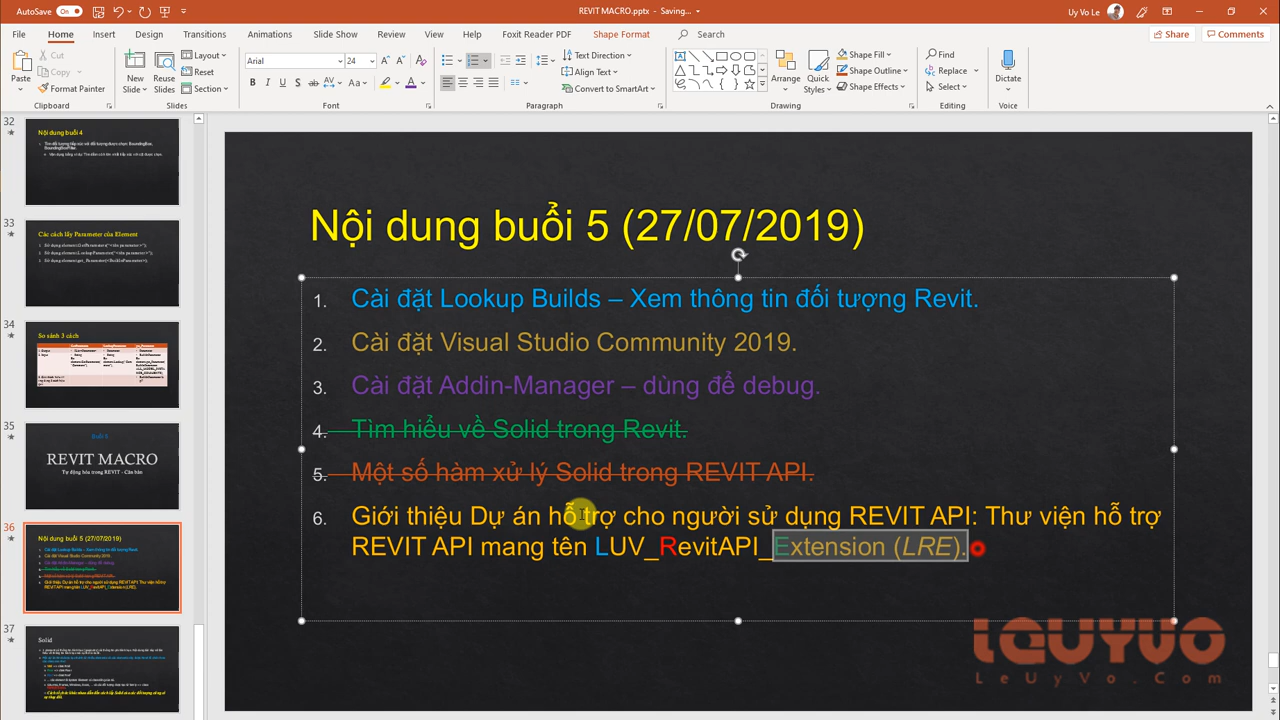 AutoSave On
REVIT MACRO.pptx - Saving...
Uy Vo Le
File Home Insert Design Transitions Animations Slide Show Review View Help Foxit Reader PDF Shape Format Search Share Comments
Paste Cut Copy Format Painter
New Slide Reuse Slides Layout Reset Section
Arial 24
Text Direction Align Text Convert to SmartArt
Arrange Quick Styles Shape Fill Shape Outline Shape Effects
Find Replace Select
Dictate
Clipboard Slides Font Paragraph Drawing Editing Voice
32
Nội dung buổi 4
33
Các cách lấy Parameter của Element
34
So sánh 3 cách
35
Buổi 5
REVIT MACRO
Tự động hóa trong REVIT - Căn bản
36
Nội dung buổi 5 (27/07/2019)
37
Solid
Nội dung buổi 5 (27/07/2019)
1. Cài đặt Lookup Builds – Xem thông tin đối tượng Revit.
2. Cài đặt Visual Studio Community 2019.
3. Cài đặt Addin-Manager – dùng để debug.
4. Tìm hiểu về Solid trong Revit.
5. Một số hàm xử lý Solid trong REVIT API.
6. Giới thiệu Dự án hỗ trợ cho người sử dụng REVIT API: Thư viện hỗ trợ
REVIT API mang tên LUV_RevitAPI_Extension (LRE)
LEUYVO
LeUyVo.Com